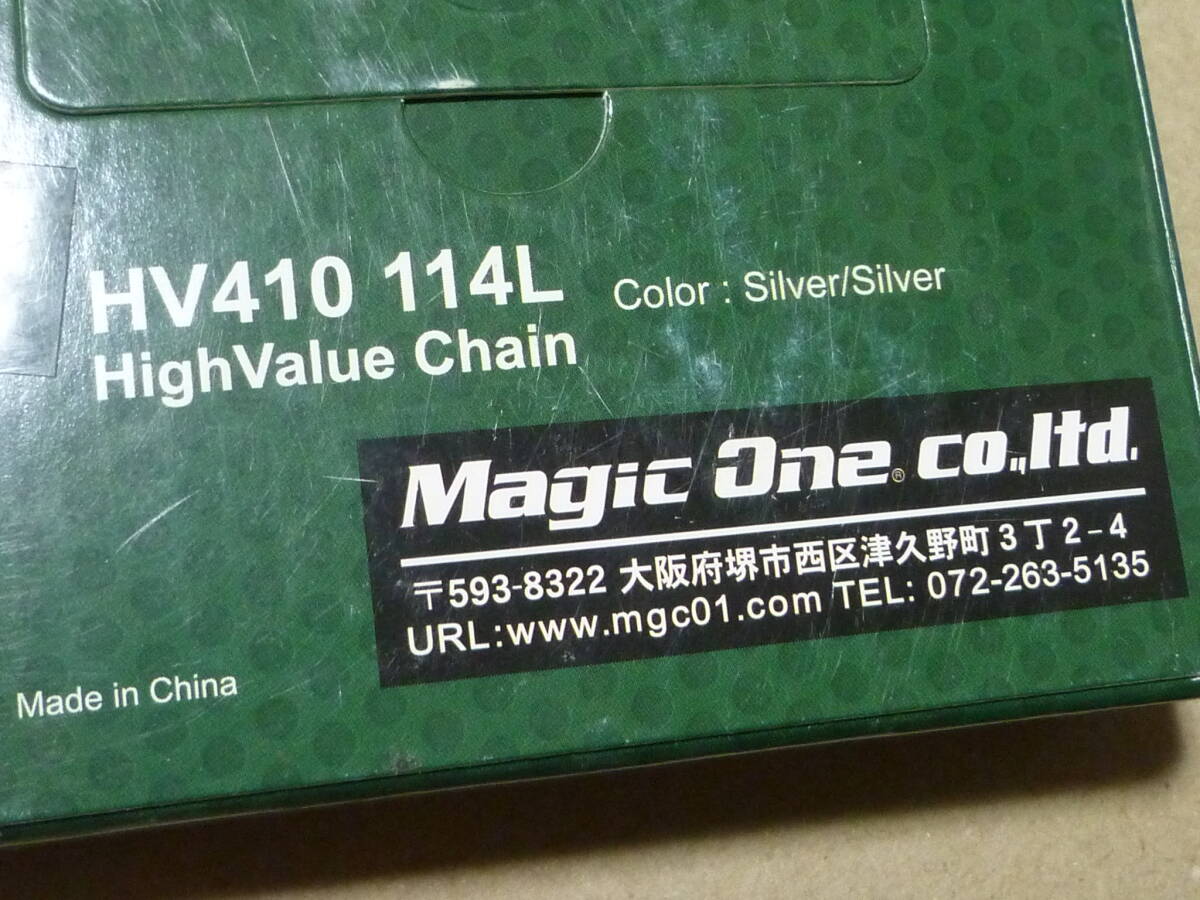 HV410 114L Color : Silver/Silver
HighValue Chain
Magic One® co.,ltd.
〒593-8322 大阪府堺市西区津久野町3丁2-4
URL:www.mgc01.com TEL: 072-263-5135
Made in China